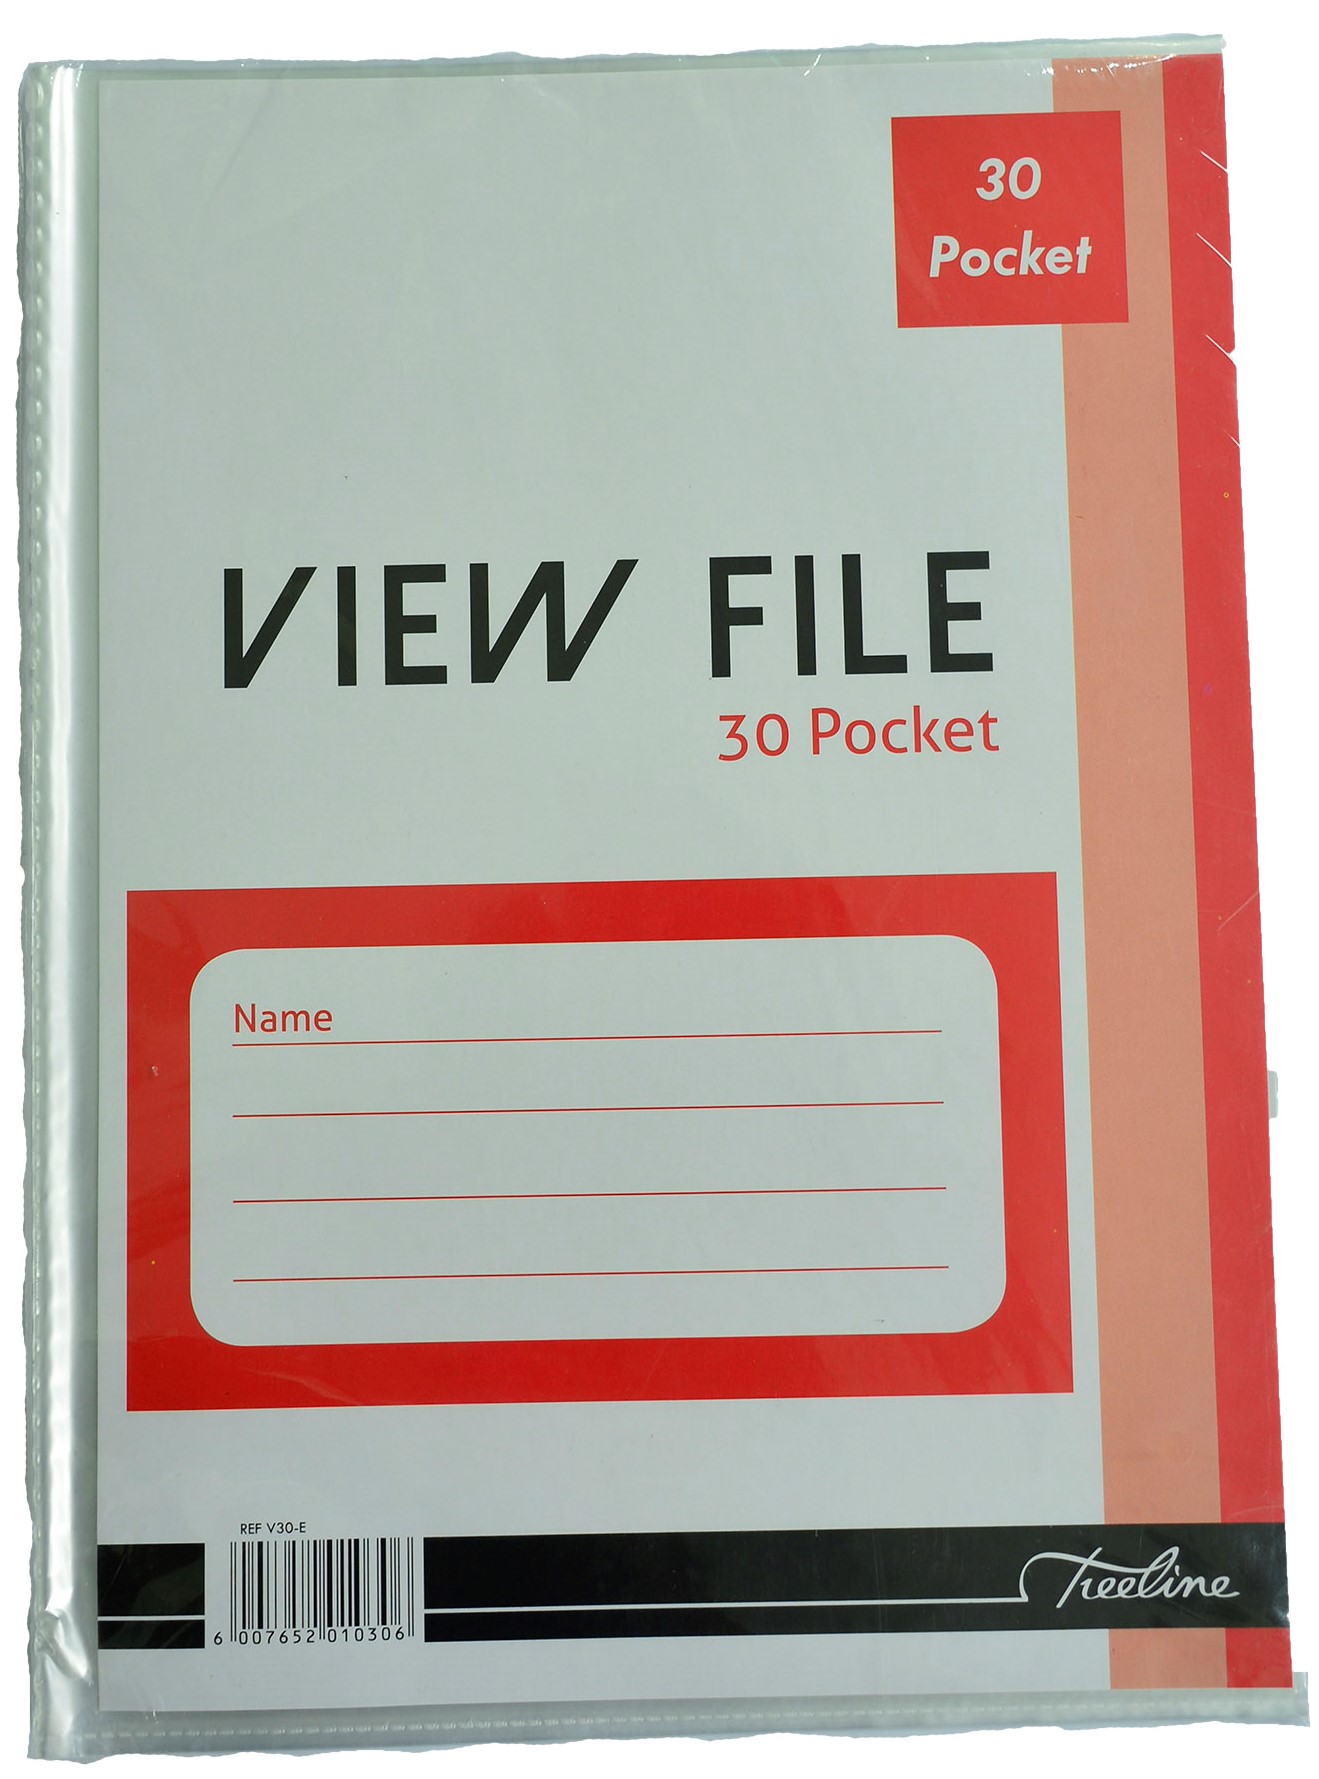 30
Pocket
VIEW FILE
30 Pocket
Name
REF V30-E
6 007652 010306
Treeline